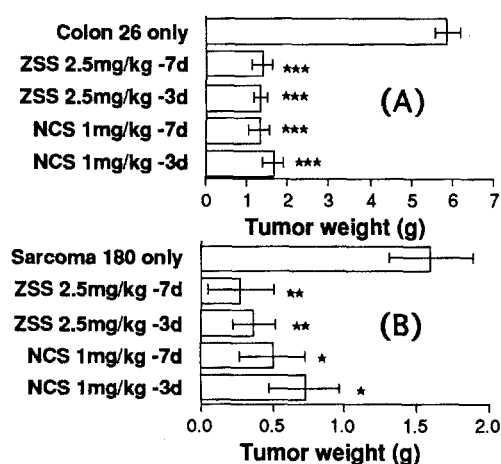 Colon 26 only
ZSS 2.5mg/kg -7d ***
ZSS 2.5mg/kg -3d ***
NCS 1mg/kg -7d ***
NCS 1mg/kg -3d ***
(A)
0 1 2 3 4 5 6 7
Tumor weight (g)
Sarcoma 180 only
ZSS 2.5mg/kg -7d **
ZSS 2.5mg/kg -3d **
NCS 1mg/kg -7d *
NCS 1mg/kg -3d *
(B)
0.0 0.5 1.0 1.5 2.0
Tumor weight (g)